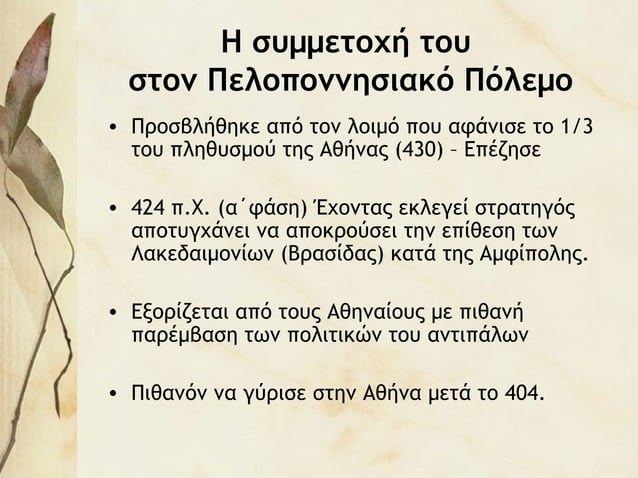 Η συμμετοχή του
στον Πελοποννησιακό Πόλεμο
• Προσβλήθηκε από τον λοιμό που αφάνισε το 1/3
του πληθυσμού της Αθήνας (430) – Επέζησε
• 424 π.Χ. (α΄φάση) Έχοντας εκλεγεί στρατηγός
αποτυγχάνει να αποκρούσει την επίθεση των
Λακεδαιμονίων (Βρασίδας) κατά της Αμφίπολης.
• Εξορίζεται από τους Αθηναίους με πιθανή
παρέμβαση των πολιτικών του αντιπάλων
• Πιθανόν να γύρισε στην Αθήνα μετά το 404.